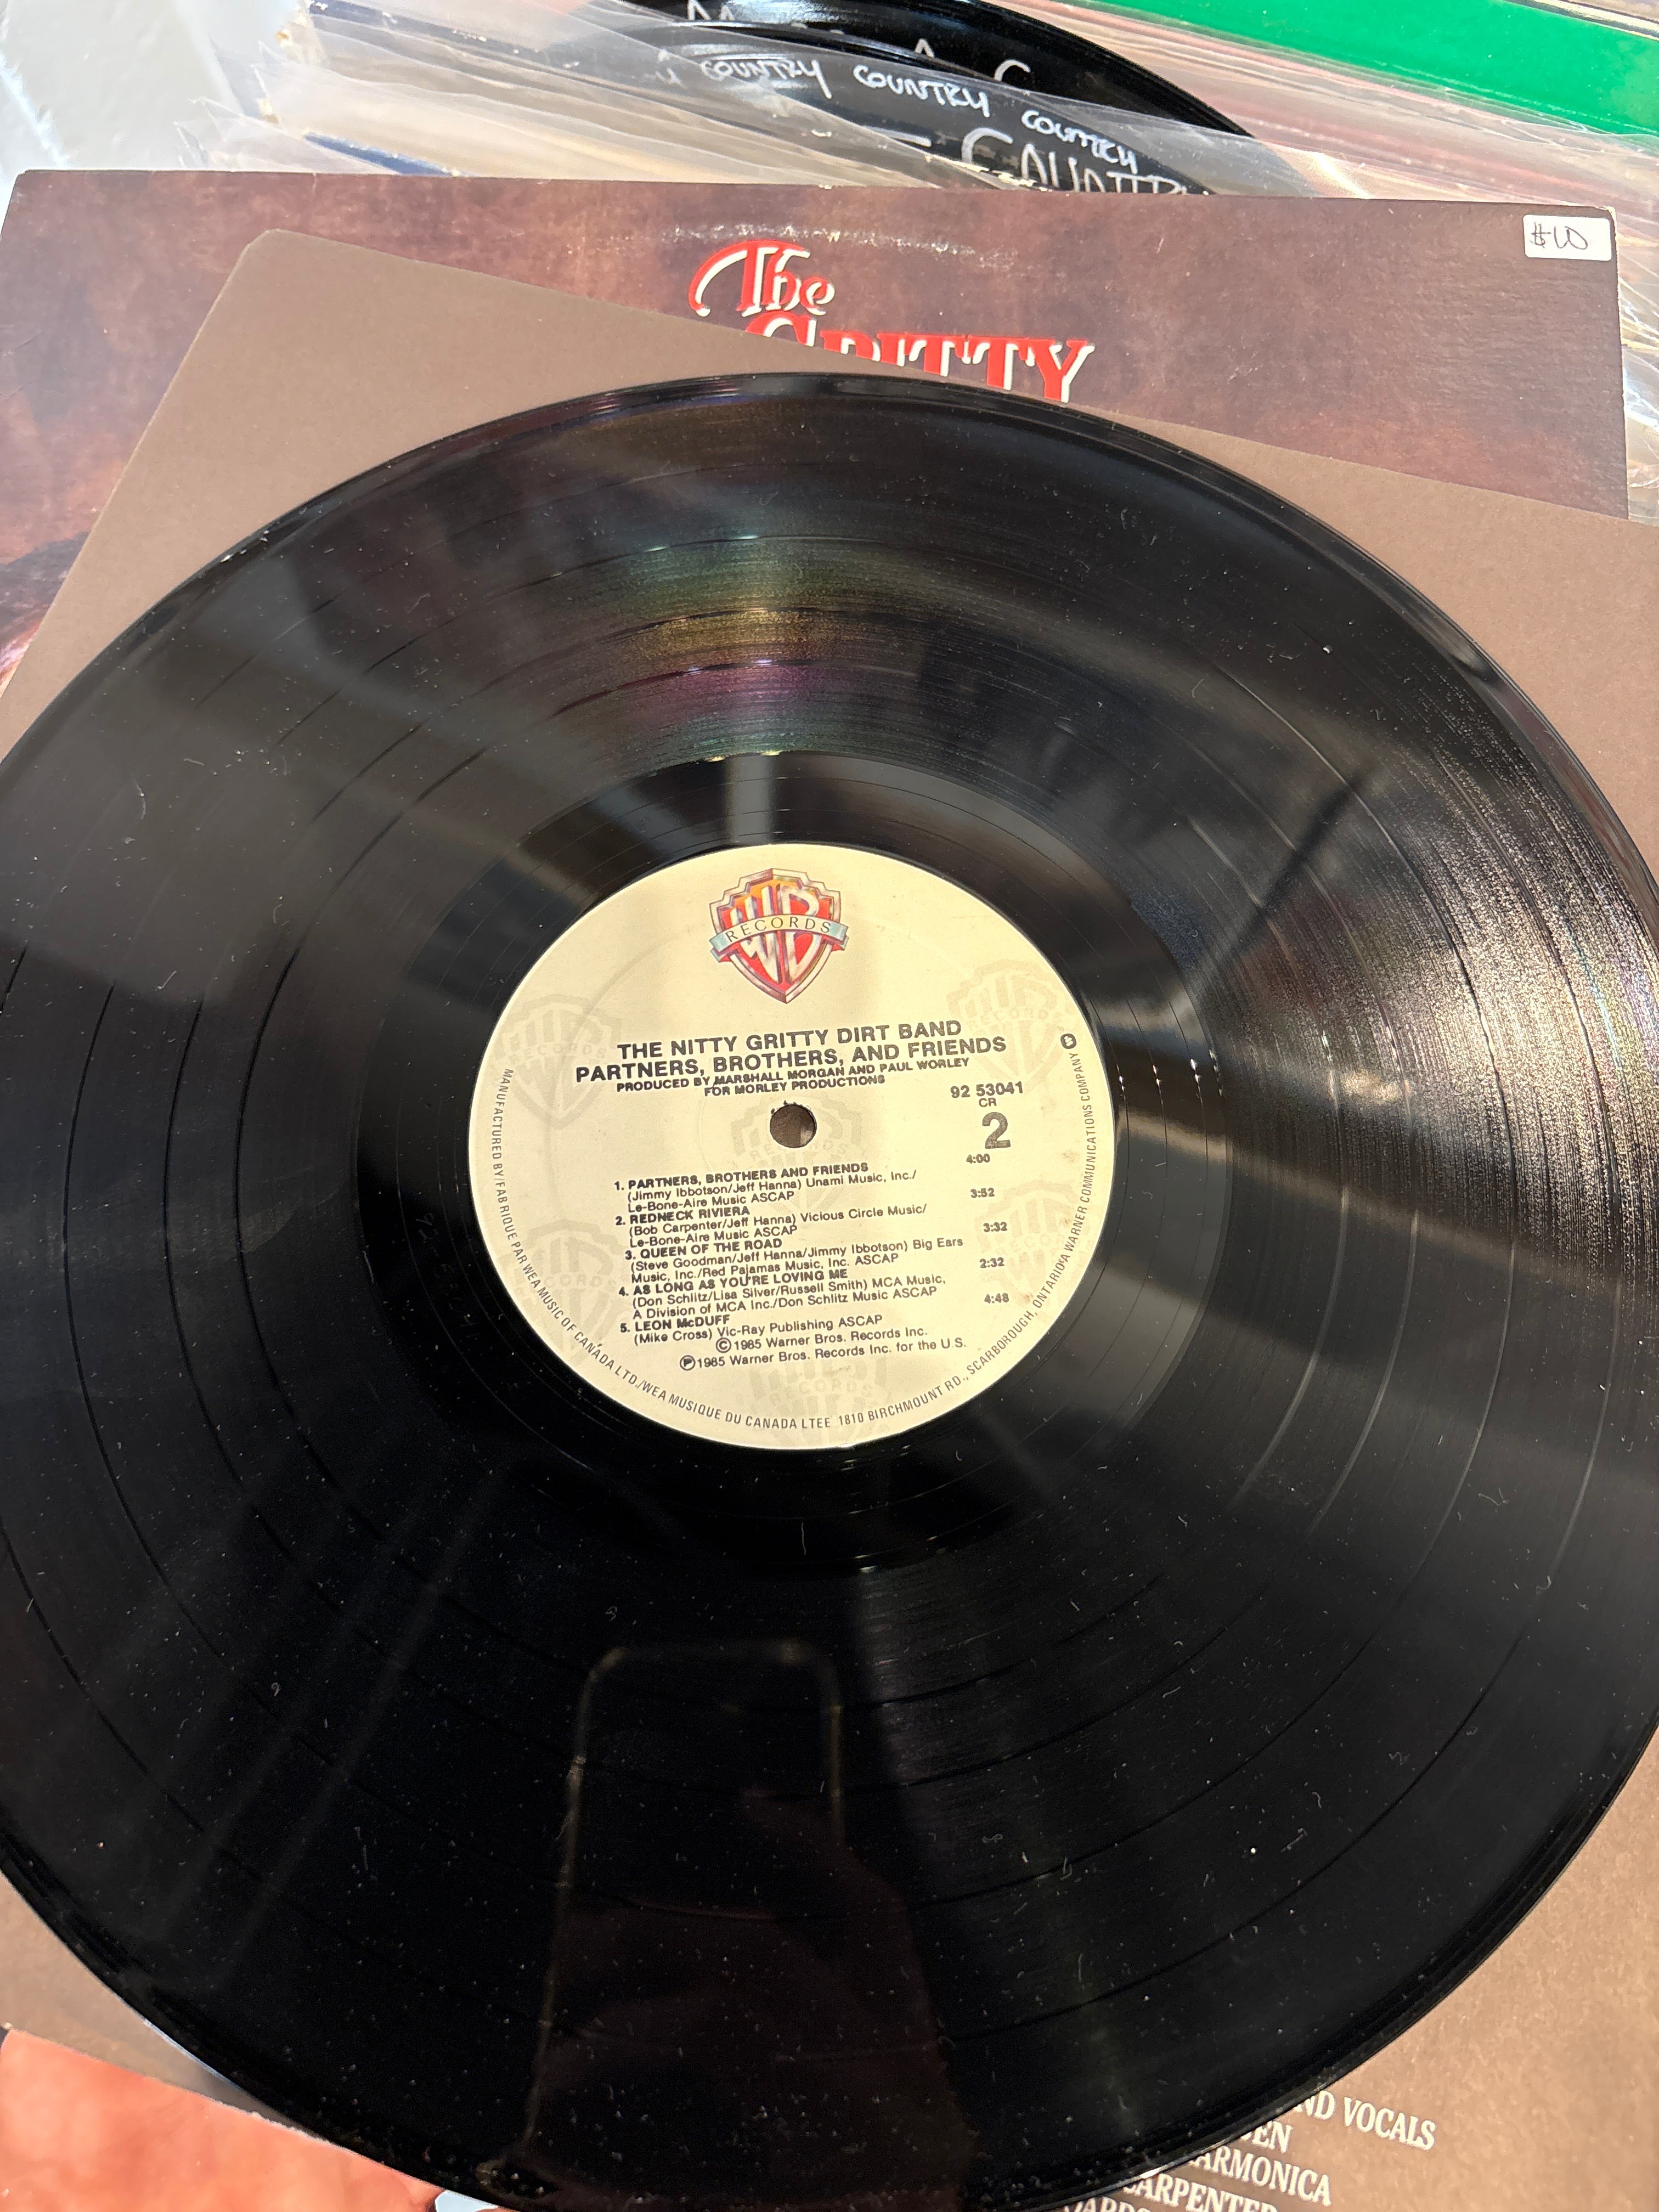 COUNTRY COUNTRY COUNTRY
COUNTRY
$10
The
GRITTY
WB
RECORDS
THE NITTY GRITTY DIRT BAND
PARTNERS, BROTHERS, AND FRIENDS
PRODUCED BY MARSHALL MORGAN AND PAUL WORLEY
FOR MORLEY PRODUCTIONS
92 53041
CR
2
4:00
1. PARTNERS, BROTHERS AND FRIENDS
(Jimmy Ibbotson/Jeff Hanna) Unami Music, Inc./
Le-Bone-Aire Music ASCAP
3:52
2. REDNECK RIVIERA
(Bob Carpenter/Jeff Hanna) Vicious Circle Music/
Le-Bone-Aire Music ASCAP
3:32
3. QUEEN OF THE ROAD
(Steve Goodman/Jeff Hanna/Jimmy Ibbotson) Big Ears
Music, Inc./Red Pajamas Music, Inc. ASCAP
2:32
4. AS LONG AS YOU'RE LOVING ME
(Don Schlitz/Lisa Silver/Russell Smith) MCA Music,
A Division of MCA Inc./Don Schlitz Music ASCAP
4:48
5. LEON McDUFF
(Mike Cross) Vic-Ray Publishing ASCAP
©1985 Warner Bros. Records Inc.
℗1985 Warner Bros. Records Inc. for the U.S.
MANUFACTURED BY/FABRIQUE PAR WEA MUSIC OF CANADA LTD./WEA MUSIQUE DU CANADA LTEE 1810 BIRCHMOUNT RD., SCARBOROUGH, ONTARIO/A WARNER COMMUNICATIONS COMPANY
VOCALS